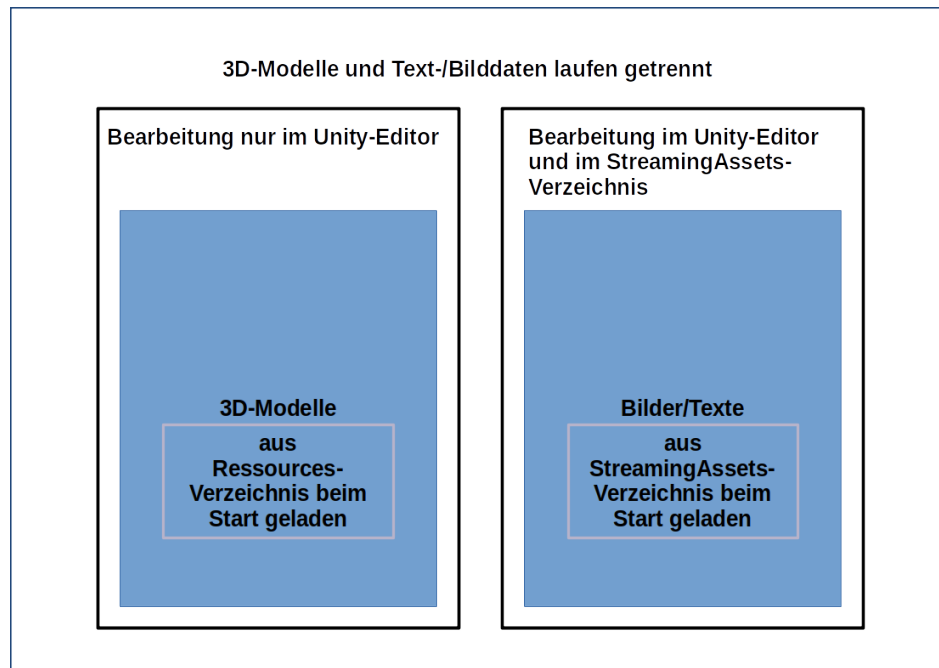 3D-Modelle und Text-/Bilddaten laufen getrennt
Bearbeitung nur im Unity-Editor
3D-Modelle
aus
Ressources-
Verzeichnis beim
Start geladen
Bearbeitung im Unity-Editor
und im StreamingAssets-
Verzeichnis
Bilder/Texte
aus
StreamingAssets-
Verzeichnis beim
Start geladen